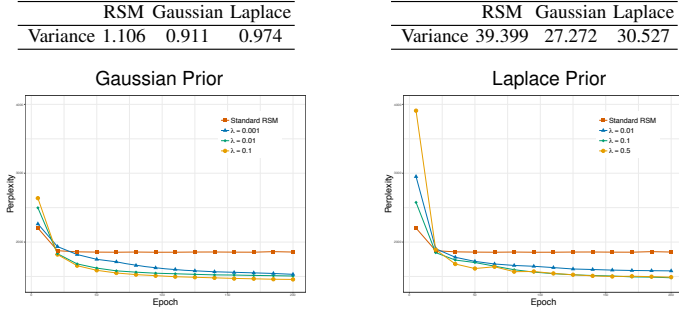 RSM Gaussian Laplace
Variance 1.106 0.911 0.974
RSM Gaussian Laplace
Variance 39.399 27.272 30.527
Gaussian Prior
Standard RSM
λ = 0.001
λ = 0.01
λ = 0.1
Perplexity
Epoch
Laplace Prior
Standard RSM
λ = 0.01
λ = 0.1
λ = 0.5
Perplexity
Epoch